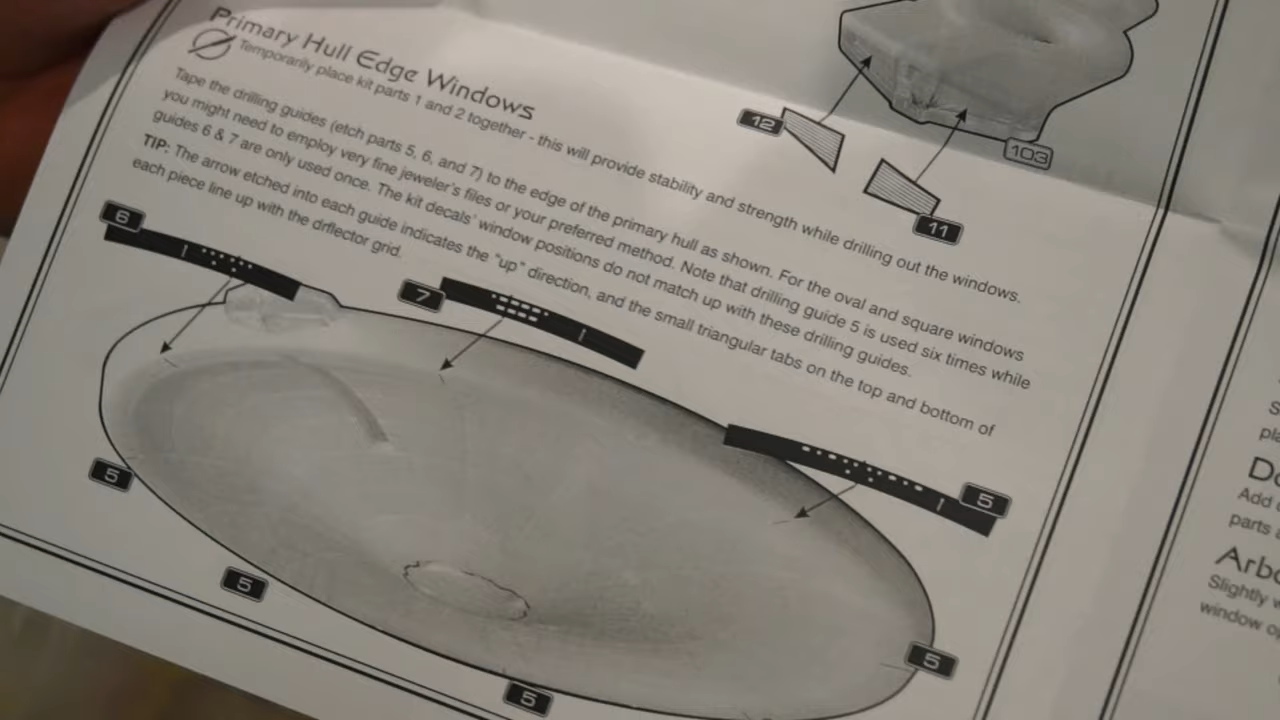 Primary Hull Edge Windows
Temporarily place kit parts 1 and 2 together - this will provide stability and strength while drilling out the windows.
Tape the drilling guides (etch parts 5, 6, and 7) to the edge of the primary hull as shown. For the oval and square windows
you might need to employ very fine jeweler's files or your preferred method. Note that drilling guide 5 is used six times while
guides 6 & 7 are only used once. The kit decals' window positions do not match up with these drilling guides.
TIP: The arrow etched into each guide indicates the "up" direction, and the small triangular tabs on the top and bottom of
each piece line up with the drflector grid.
12
103
11
6
7
5
5
5
5
5
Add
parts
Arbo
Slightly
window